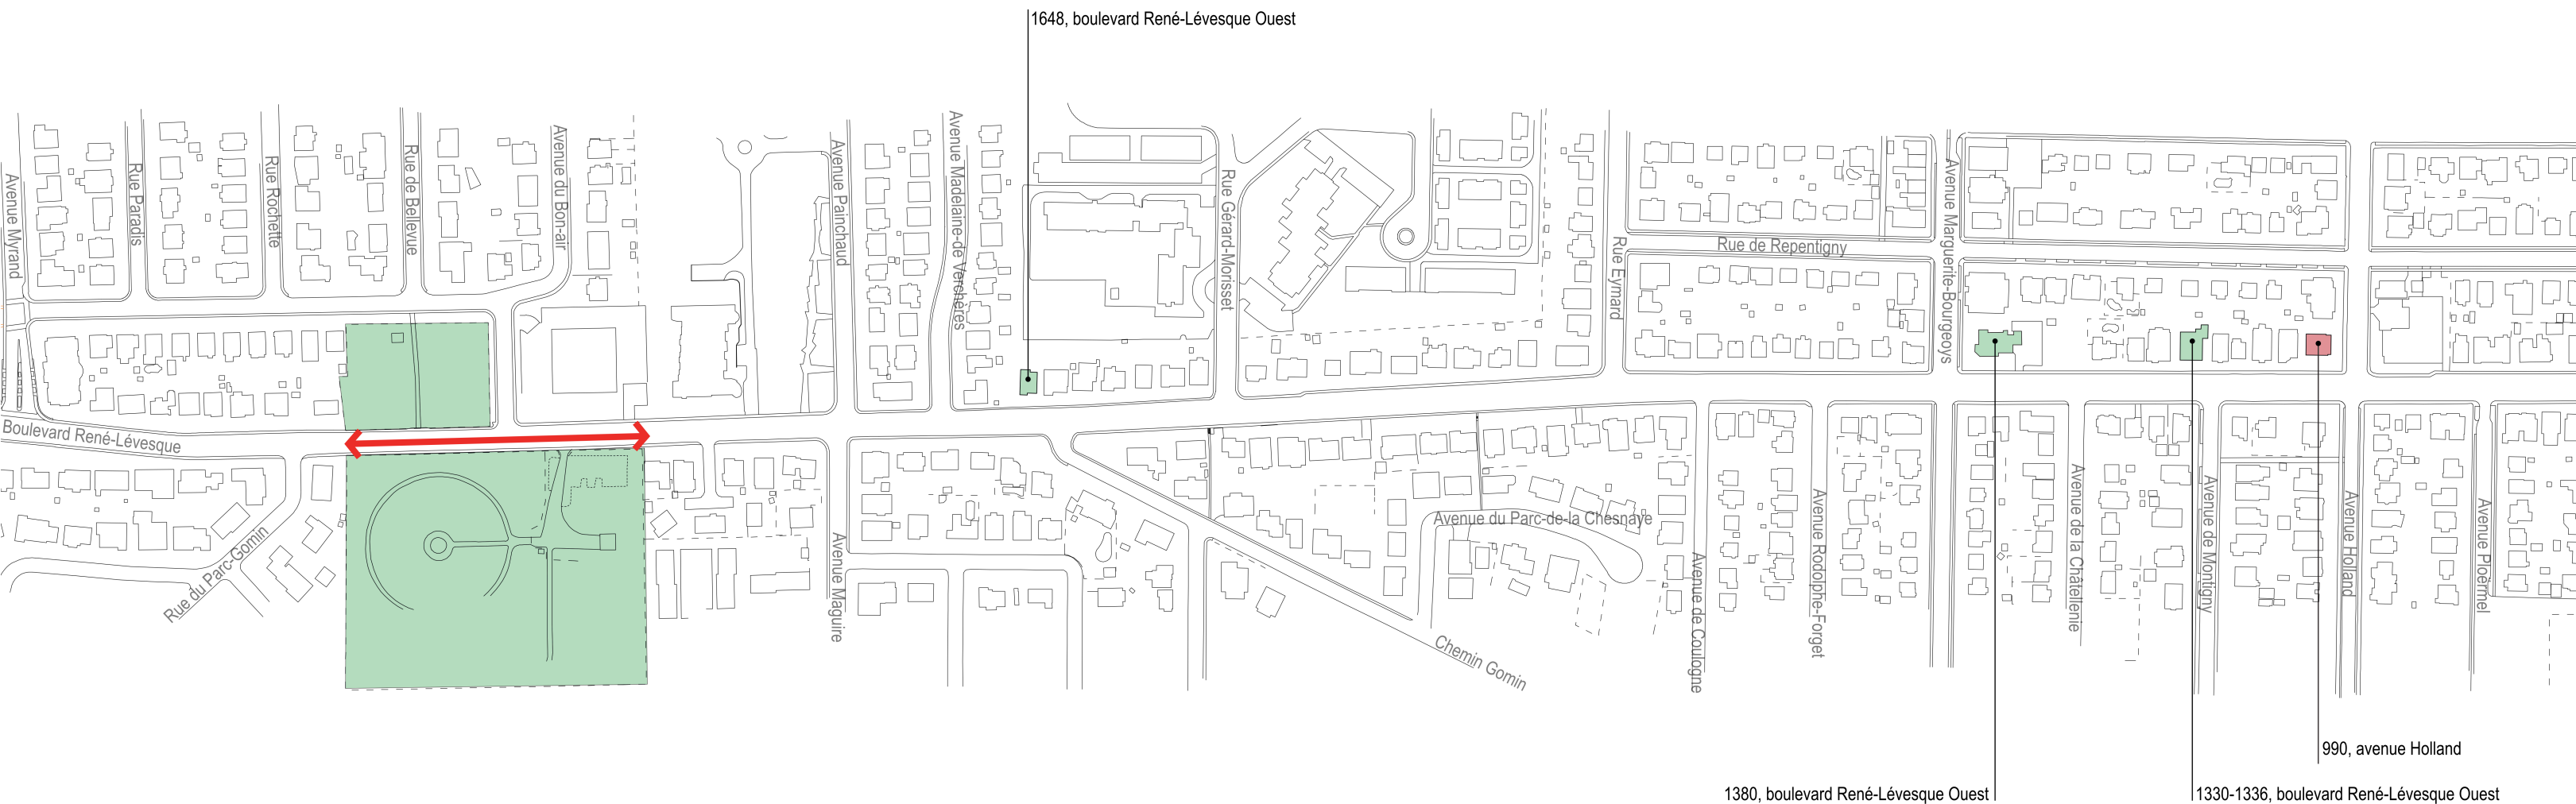 1648, boulevard René-Lévesque Ouest
Avenue Myrand
Rue Paradis
Rue Rochette
Rue de Bellevue
Avenue du Bon-air
Avenue Painchaud
Avenue Madelaine-de Verchères
Rue Gérard-Morisset
Rue Eymard
Rue de Repentigny
Avenue Marguerite-Bourgeoys
Boulevard René-Lévesque
Rue du Parc-Gomin
Avenue Maguire
Avenue du Parc-de-la Chesnaye
Chemin Gomin
Avenue de Coulogne
Avenue Rodolphe-Forget
Avenue de la Châtellenie
Avenue de Montigny
Avenue Holland
Avenue Ploërmel
990, avenue Holland
1380, boulevard René-Lévesque Ouest
1330-1336, boulevard René-Lévesque Ouest